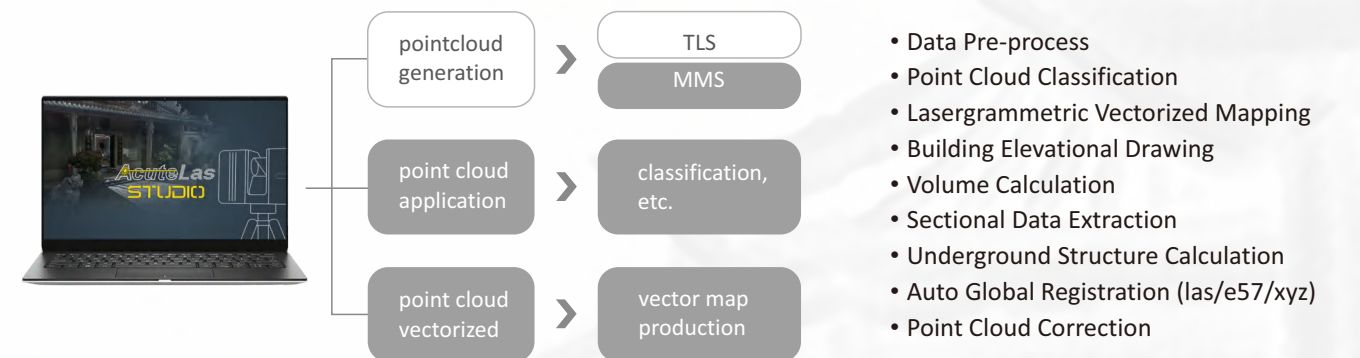 AcuteLas
STUDIO
pointcloud
generation
TLS
MMS
point cloud
application
classification,
etc.
point cloud
vectorized
vector map
production
• Data Pre-process
• Point Cloud Classification
• Lasergrammetric Vectorized Mapping
• Building Elevational Drawing
• Volume Calculation
• Sectional Data Extraction
• Underground Structure Calculation
• Auto Global Registration (las/e57/xyz)
• Point Cloud Correction